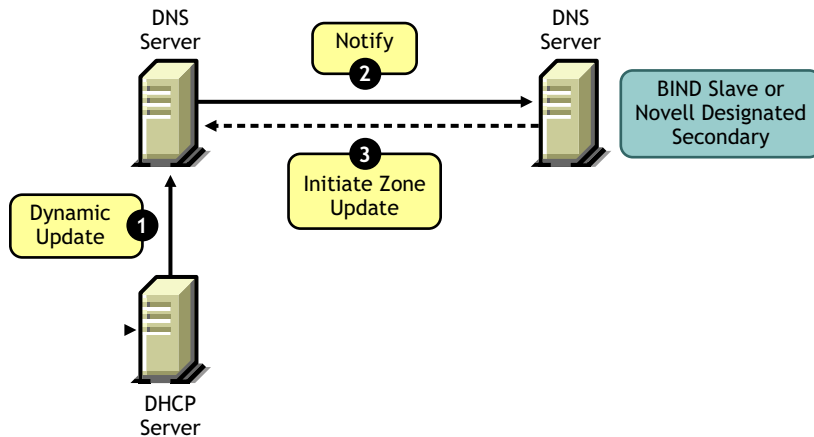 DNS
Server
Notify
2
DNS
Server
BIND Slave or
Novell Designated
Secondary
3
Initiate Zone
Update
Dynamic
Update
1
DHCP
Server